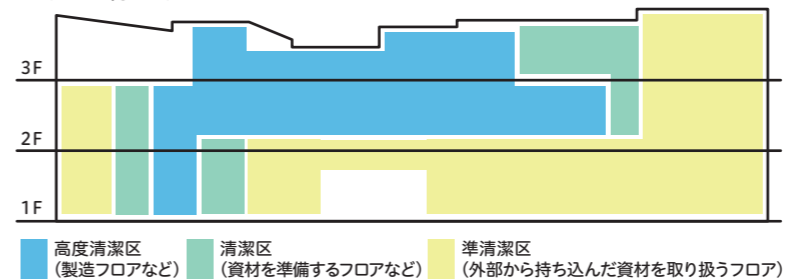 3F
2F
1F
高度清潔区
(製造フロアなど)
清潔区
(資材を準備するフロアなど)
準清潔区
(外部から持ち込んだ資材を取り扱うフロア)